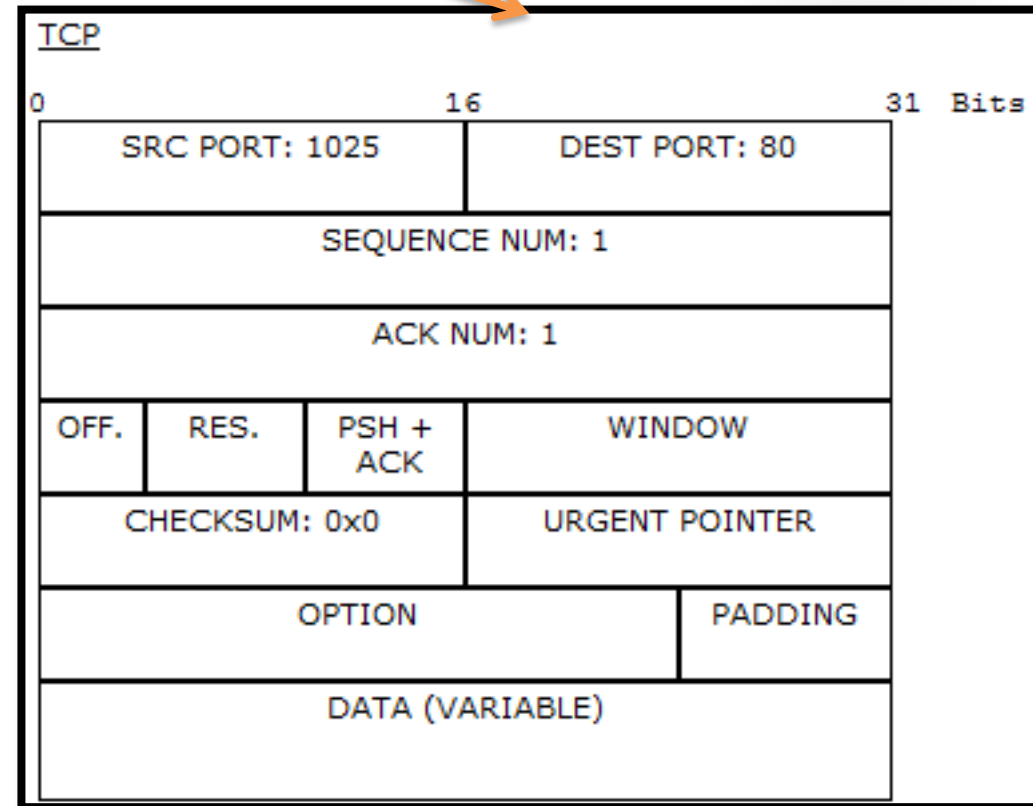 TCP
0 16 31 Bits
SRC PORT: 1025 DEST PORT: 80
SEQUENCE NUM: 1
ACK NUM: 1
OFF. RES. PSH + WINDOW
ACK
CHECKSUM: 0x0 URGENT POINTER
OPTION PADDING
DATA (VARIABLE)